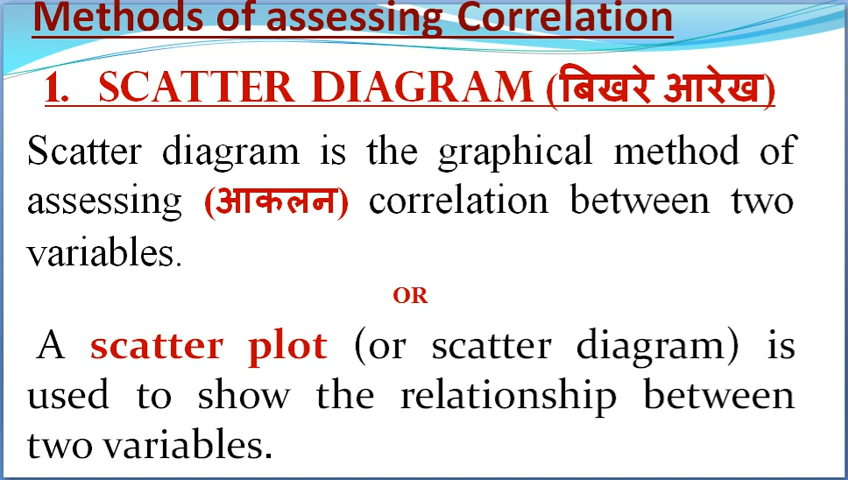 Methods of assessing Correlation
1. SCATTER DIAGRAM (बिखरे आरेख)
Scatter diagram is the graphical method of
assessing (आकलन) correlation between two
variables.
OR
A scatter plot (or scatter diagram) is
used to show the relationship between
two variables.